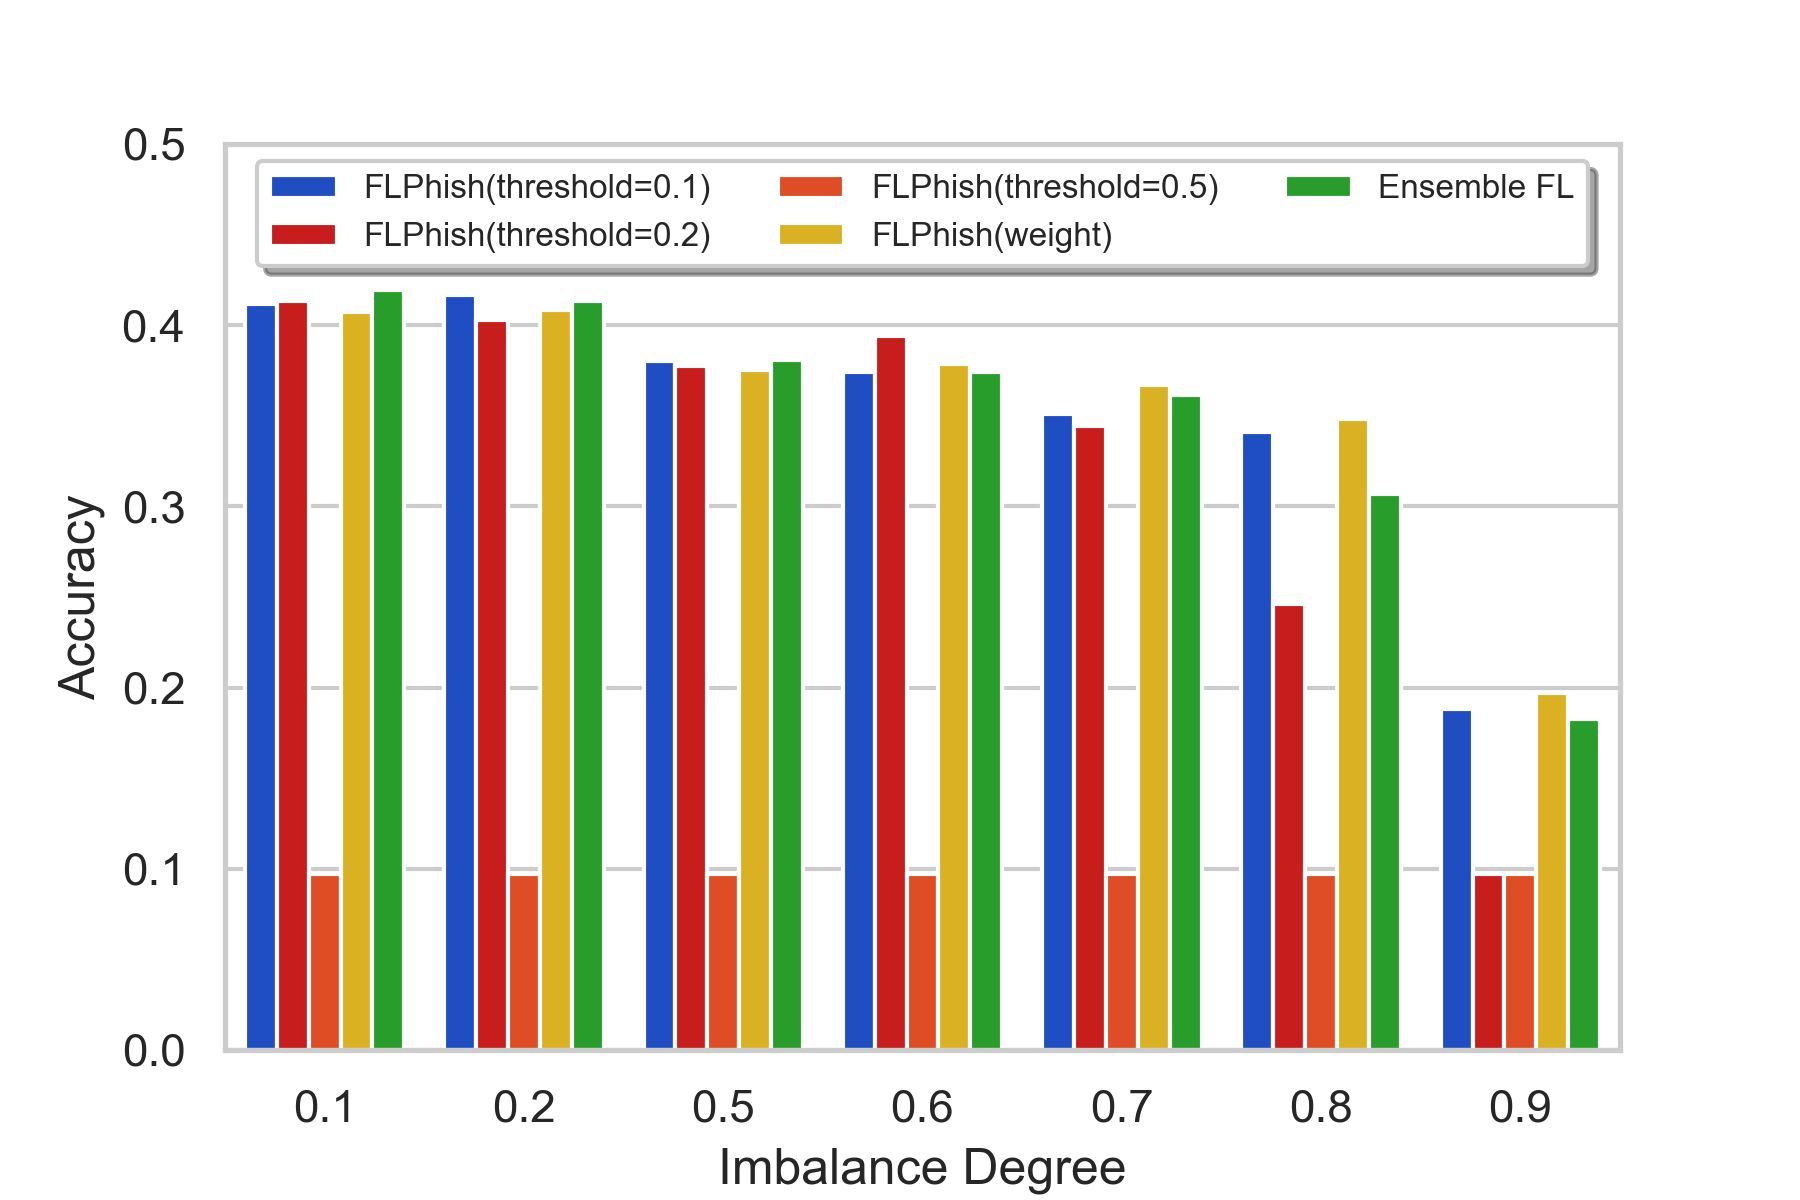 0.5
FLPhish(threshold=0.1) FLPhish(threshold=0.5) Ensemble FL
FLPhish(threshold=0.2) FLPhish(weight)
0.4
0.3
0.2
0.1
0.0
Accuracy
0.1 0.2 0.5 0.6 0.7 0.8 0.9
Imbalance Degree